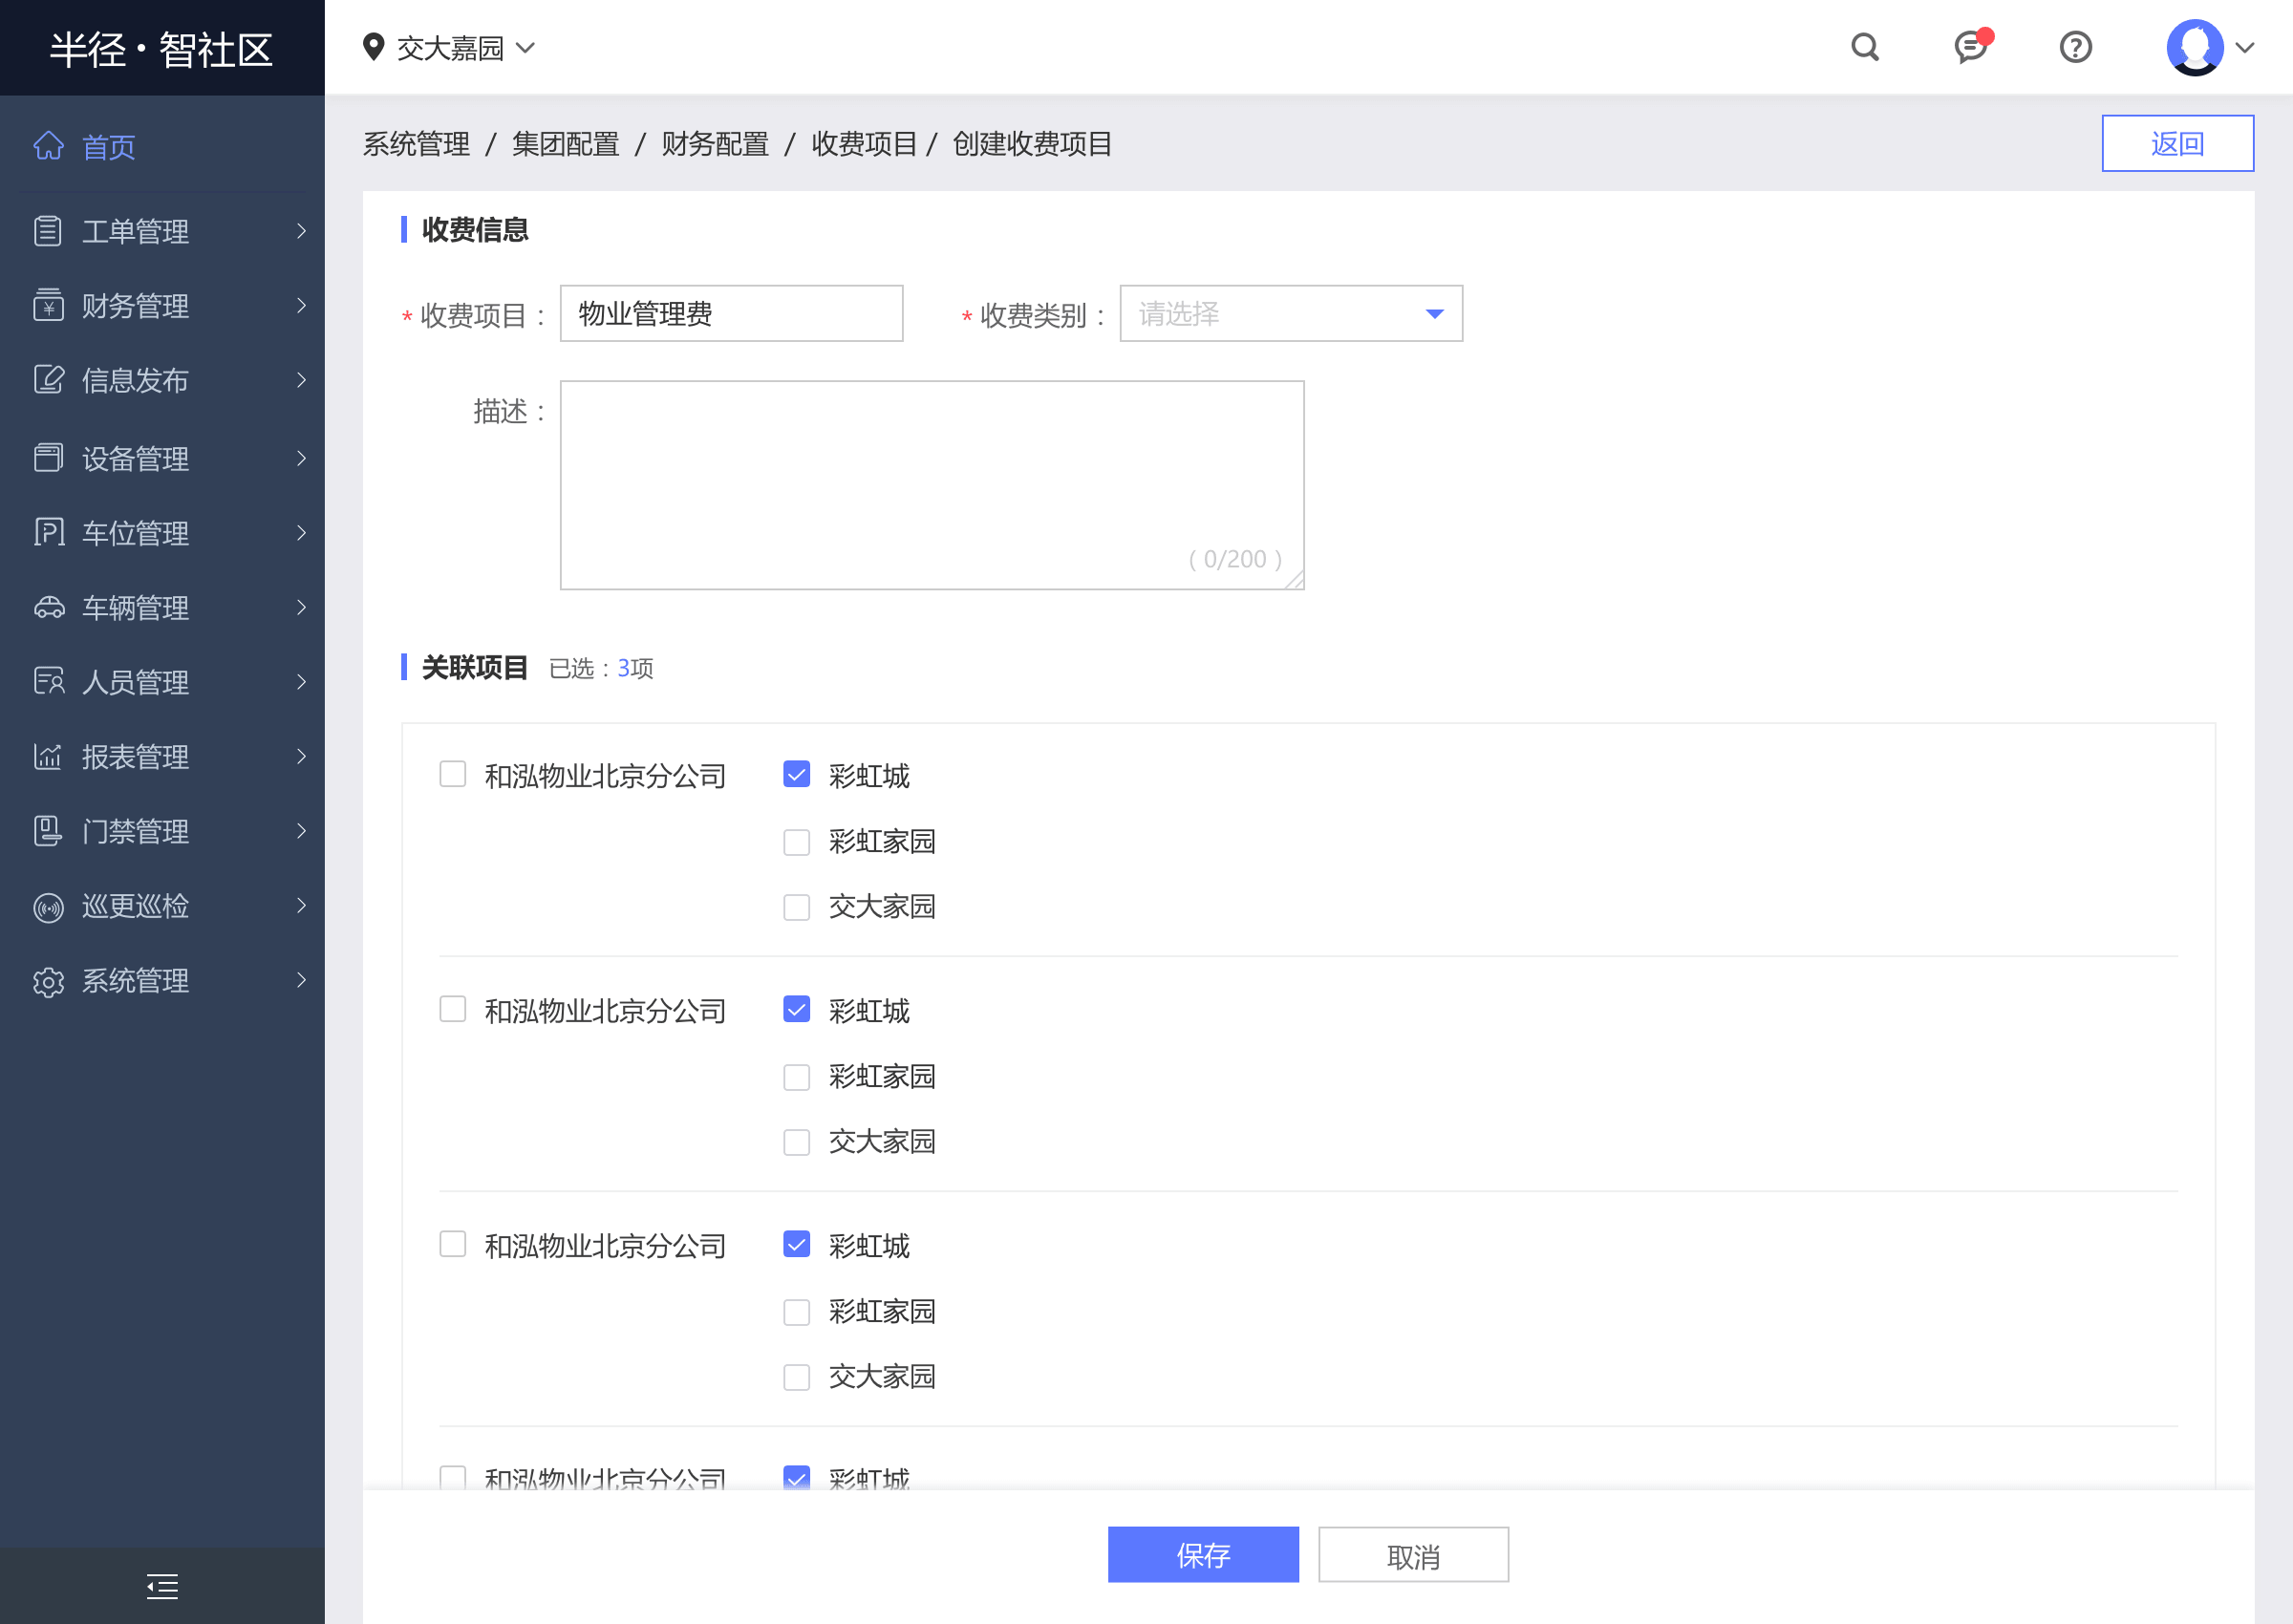 半径·智社区
交大嘉园
首页
工单管理
财务管理
信息发布
设备管理
车位管理
车辆管理
人员管理
报表管理
门禁管理
巡更巡检
系统管理
系统管理 / 集团配置 / 财务配置 / 收费项目 / 创建收费项目
返回
收费信息
* 收费项目： 物业管理费
* 收费类别： 请选择
描述：
（0/200）
关联项目 已选：3项
和泓物业北京分公司 彩虹城
彩虹家园
交大家园
和泓物业北京分公司 彩虹城
彩虹家园
交大家园
和泓物业北京分公司 彩虹城
彩虹家园
交大家园
和泓物业北京分公司 彩虹城
保存 取消